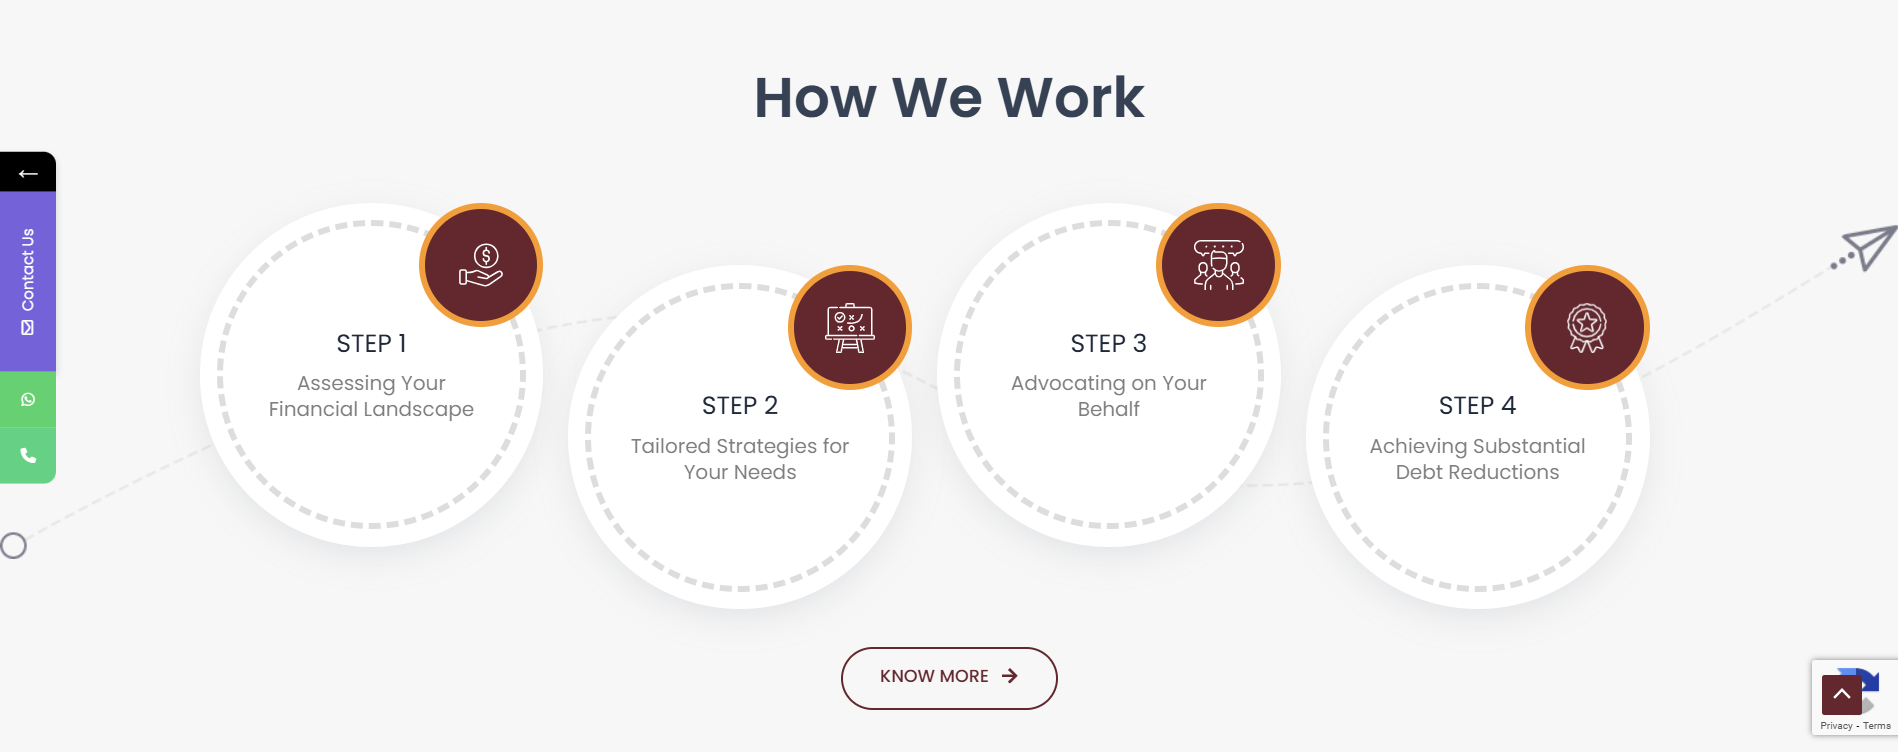 How We Work
Contact Us
STEP 1
Assessing Your
Financial Landscape
STEP 2
Tailored Strategies for
Your Needs
STEP 3
Advocating on Your
Behalf
STEP 4
Achieving Substantial
Debt Reductions
KNOW MORE
Privacy - Terms